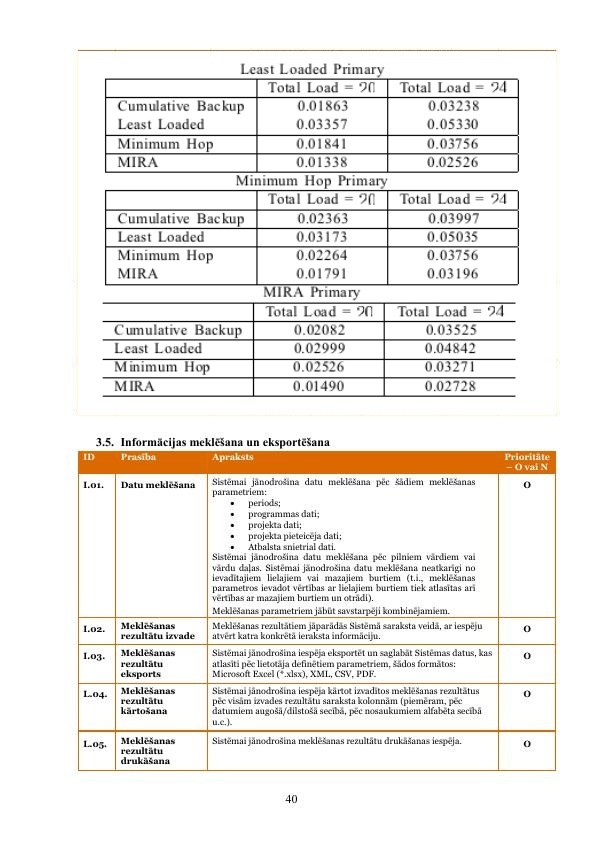 Least Loaded Primary
Total Load = 20 Total Load = 24
Cumulative Backup 0.01863 0.03238
Least Loaded 0.03357 0.05330
Minimum Hop 0.01841 0.03756
MIRA 0.01338 0.02526
Minimum Hop Primary
Total Load = 20 Total Load = 24
Cumulative Backup 0.02363 0.03997
Least Loaded 0.03173 0.05035
Minimum Hop 0.02264 0.03756
MIRA 0.01791 0.03196
MIRA Primary
Total Load = 20 Total Load = 24
Cumulative Backup 0.02082 0.03525
Least Loaded 0.02999 0.04842
Minimum Hop 0.02526 0.03271
MIRA 0.01490 0.02728
3.5. Informācijas meklēšana un eksportēšana
ID Prasība Apraksts Prioritāte
– O vai N
I.01. Datu meklēšana Sistēmai jānodrošina datu meklēšana pēc šādiem meklēšanas O
parametriem:
• periods;
• programmas dati;
• projekta dati;
• projekta pieteicēja dati;
• Atbalsta snietrial dati.
Sistēmai jānodrošina datu meklēšana pēc pilniem vārdiem vai
vārdu daļas. Sistēmai jānodrošina datu meklēšana neatkarīgi no
ievadītajiem lielajiem vai mazajiem burtiem (t.i., meklēšanas
parametros ievadot vērtības ar lielajiem burtiem tiek atlasītas arī
vērtības ar mazajiem burtiem un otrādi).
Meklēšanas parametriem jābūt savstarpēji kombinējamiem.
I.02. Meklēšanas Meklēšanas rezultātiem jāparādās Sistēmā saraksta veidā, ar iespēju O
rezultātu izvade atvērt katra konkrētā ieraksta informāciju.
I.03. Meklēšanas Sistēmai jānodrošina iespēja eksportēt un saglabāt Sistēmas datus, kas O
rezultātu atlasīti pēc lietotāja definētiem parametriem, šādos formātos:
eksports Microsoft Excel (*.xlsx), XML, CSV, PDF.
L.04. Meklēšanas Sistēmai jānodrošina iespēja kārtot izvadītos meklēšanas rezultātus O
rezultātu pēc visām izvades rezultātu saraksta kolonnām (piemēram, pēc
kārtošana datumiem augošā/dilstošā secībā, pēc nosaukumiem alfabēta secībā
u.c.).
L.05. Meklēšanas Sistēmai jānodrošina meklēšanas rezultātu drukāšanas iespēja. O
rezultātu
drukāšana
40